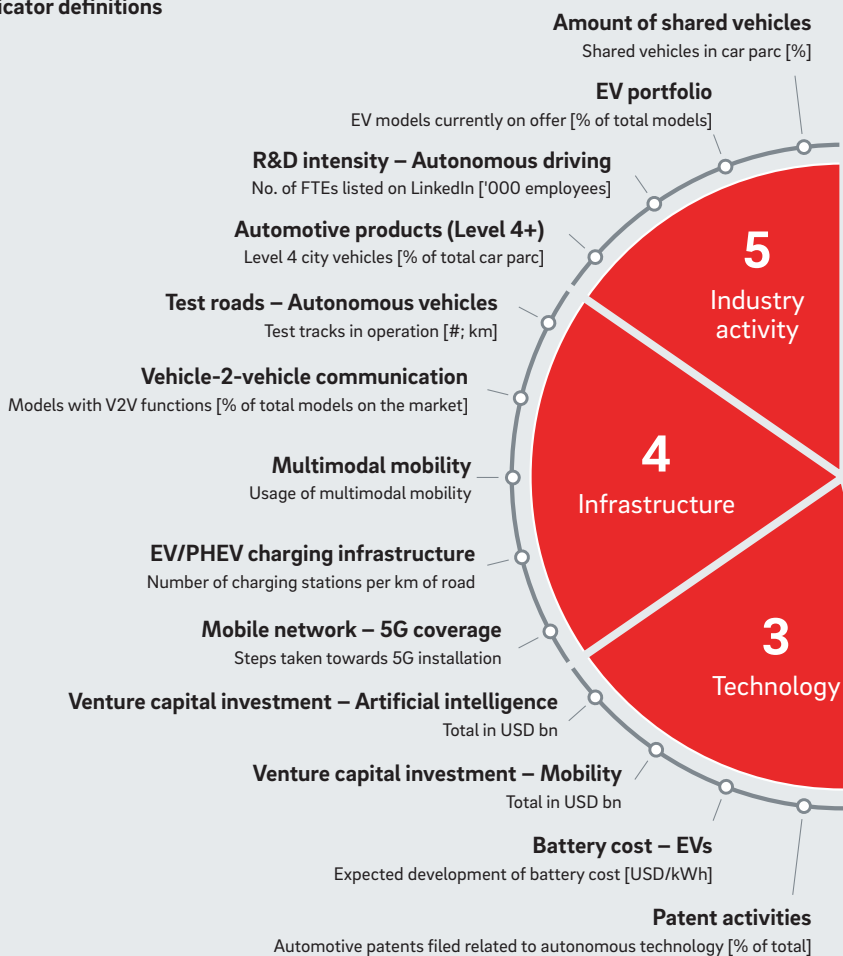 definitions
Amount of shared vehicles
Shared vehicles in car parc [%]
EV portfolio
EV models currently on offer [% of total models]
R&D intensity – Autonomous driving
No. of FTEs listed on LinkedIn ['000 employees]
Automotive products (Level 4+)
Level 4 city vehicles [% of total car parc]
Test roads – Autonomous vehicles
Test tracks in operation [#; km]
Vehicle-2-vehicle communication
Models with V2V functions [% of total models on the market]
Multimodal mobility
Usage of multimodal mobility
EV/PHEV charging infrastructure
Number of charging stations per km of road
Mobile network – 5G coverage
Steps taken towards 5G installation
Venture capital investment – Artificial intelligence
Total in USD bn
Venture capital investment – Mobility
Total in USD bn
Battery cost – EVs
Expected development of battery cost [USD/kWh]
Patent activities
Automotive patents filed related to autonomous technology [% of total]
5
Industry
activity
4
Infrastructure
3
Technology